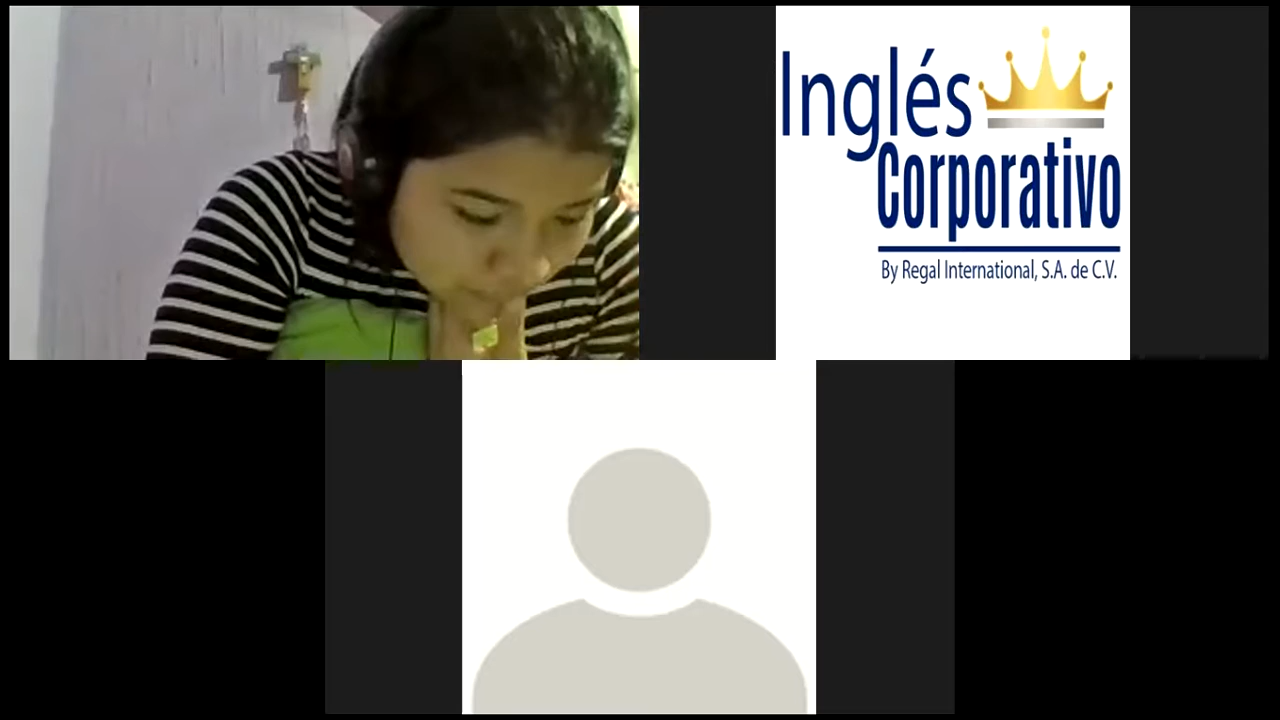 Inglés
Corporativo
By Regal International, S.A. de C.V.